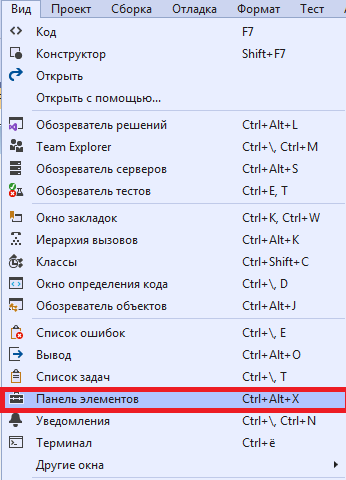 Вид Проект Сборка Отладка Формат Тест
Код F7
Конструктор Shift+F7
Открыть
Открыть с помощью...
Обозреватель решений Ctrl+Alt+L
Team Explorer Ctrl+\, Ctrl+M
Обозреватель серверов Ctrl+Alt+S
Обозреватель тестов Ctrl+E, T
Окно закладок Ctrl+K, Ctrl+W
Иерархия вызовов Ctrl+Alt+K
Классы Ctrl+Shift+C
Окно определения кода Ctrl+\, D
Обозреватель объектов Ctrl+Alt+J
Список ошибок Ctrl+\, E
Вывод Ctrl+Alt+O
Список задач Ctrl+\, T
Панель элементов Ctrl+Alt+X
Уведомления Ctrl+\, Ctrl+N
Терминал Ctrl+ё
Другие окна